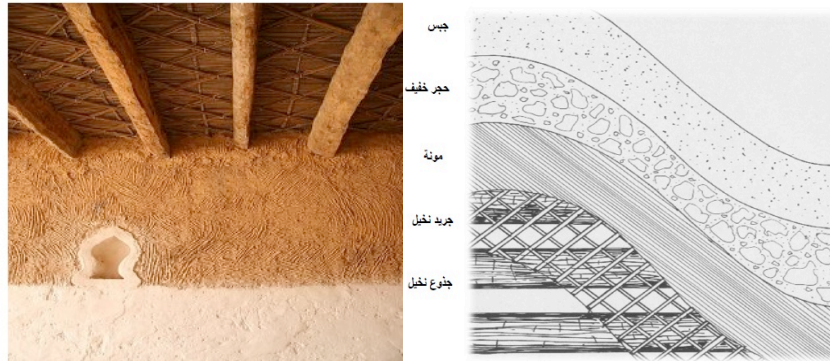 جبس
حجر خفيف
مونة
جريد نخيل
جذوع نخيل